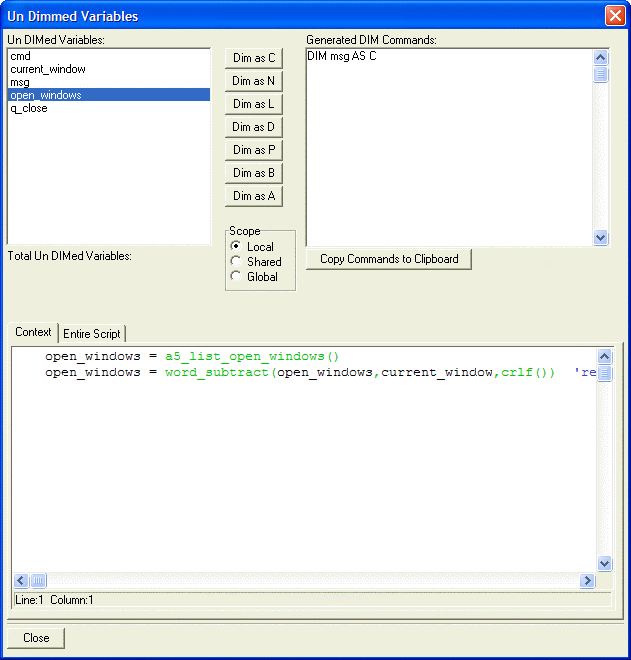 Un Dimmed Variables
Un DIMed Variables:
cmd
current_window
msg
open_windows
q_close
Total Un DIMed Variables:
Dim as C
Dim as N
Dim as L
Dim as D
Dim as P
Dim as B
Dim as A
Scope
Local
Shared
Global
Generated DIM Commands:
DIM msg AS C
Copy Commands to Clipboard
Context
Entire Script
open_windows = a5_list_open_windows()
open_windows = word_subtract(open_windows,current_window,crlf()) 're
Line:1 Column:1
Close